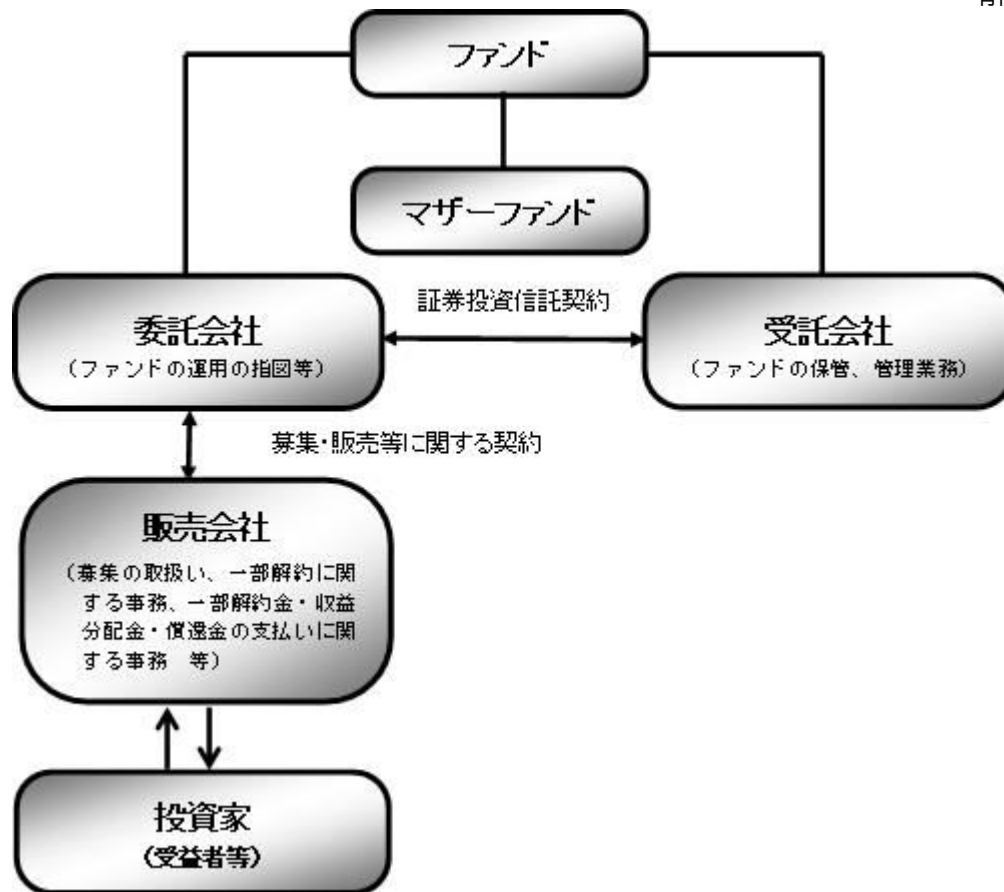 ファンド
マザーファンド
証券投資信託契約
委託会社
（ファンドの運用の指図等）
受託会社
（ファンドの保管、管理業務）
募集・販売等に関する契約
販売会社
（募集の取扱い、一部解約に関
する事務、一部解約金・収益
分配金・償還金の支払いに関
する事務　等）
投資家
（受益者等）